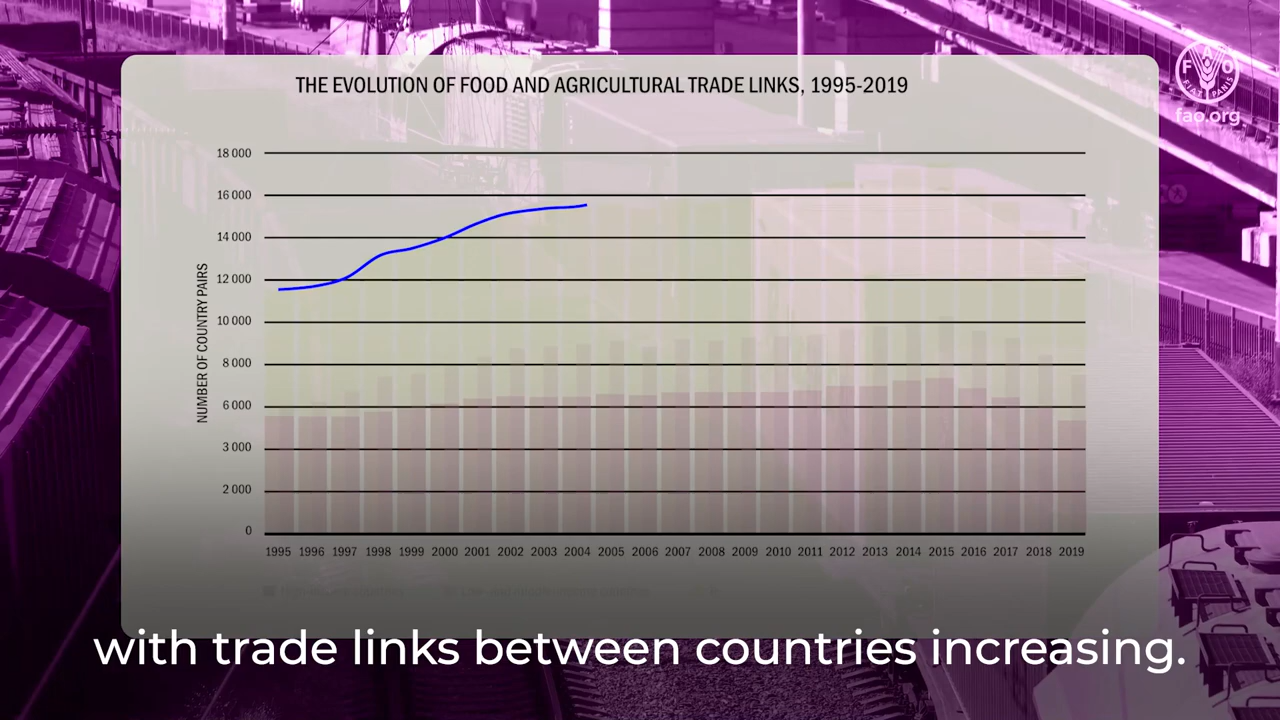 THE EVOLUTION OF FOOD AND AGRICULTURAL TRADE LINKS, 1995-2019
F A O
FIAT PANIS
fao.org
18 000
16 000
14 000
12 000
10 000
8 000
6 000
3 000
2 000
0
NUMBER OF COUNTRY PAIRS
1995 1996 1997 1998 1999 2000 2001 2002 2003 2004 2005 2006 2007 2008 2009 2010 2011 2012 2013 2014 2015 2016 2017 2018 2019
with trade links between countries increasing.